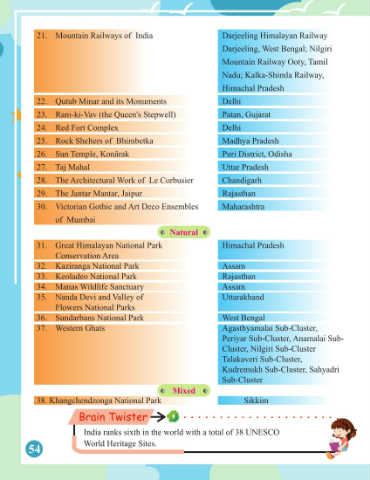 21. Mountain Railways of India Darjeeling Himalayan Railway
Darjeeling, West Bengal; Nilgiri
Mountain Railway Ooty, Tamil
Nadu, Kalka-Shimla Railway,
Himachal Pradesh
22. Qutub Minar and its Monuments Delhi
23. Rani-ki-Vav (the Queen's Stepwell) Patan, Gujarat
24. Red Fort Complex Delhi
25. Rock Shelters of Bhimbetka Madhya Pradesh
26. Sun Temple, Konârak Puri District, Odisha
27. Taj Mahal Uttar Pradesh
28. The Architectural Work of Le Corbusier Chandigarh
29. The Jantar Mantar, Jaipur Rajasthan
30. Victorian Gothic and Art Deco Ensembles Maharashtra
of Mumbai
Natural
31. Great Himalayan National Park Himachal Pradesh
Conservation Area
32. Kaziranga National Park Assam
33. Keoladeo National Park Rajasthan
34. Manas Wildlife Sanctuary Assam
35. Nanda Devi and Valley of Uttarakhand
Flowers National Parks
36. Sundarbans National Park West Bengal
37. Western Ghats Agasthyamalai Sub-Cluster,
Periyar Sub-Cluster, Anamalai Sub-
Cluster, Nilgiri Sub-Cluster
Talakaveri Sub-Cluster,
Kudremukh Sub-Cluster, Sahyadri
Sub-Cluster
Mixed
38. Khangchendzonga National Park Sikkim
Brain Twister
India ranks sixth in the world with a total of 38 UNESCO
World Heritage Sites.
54